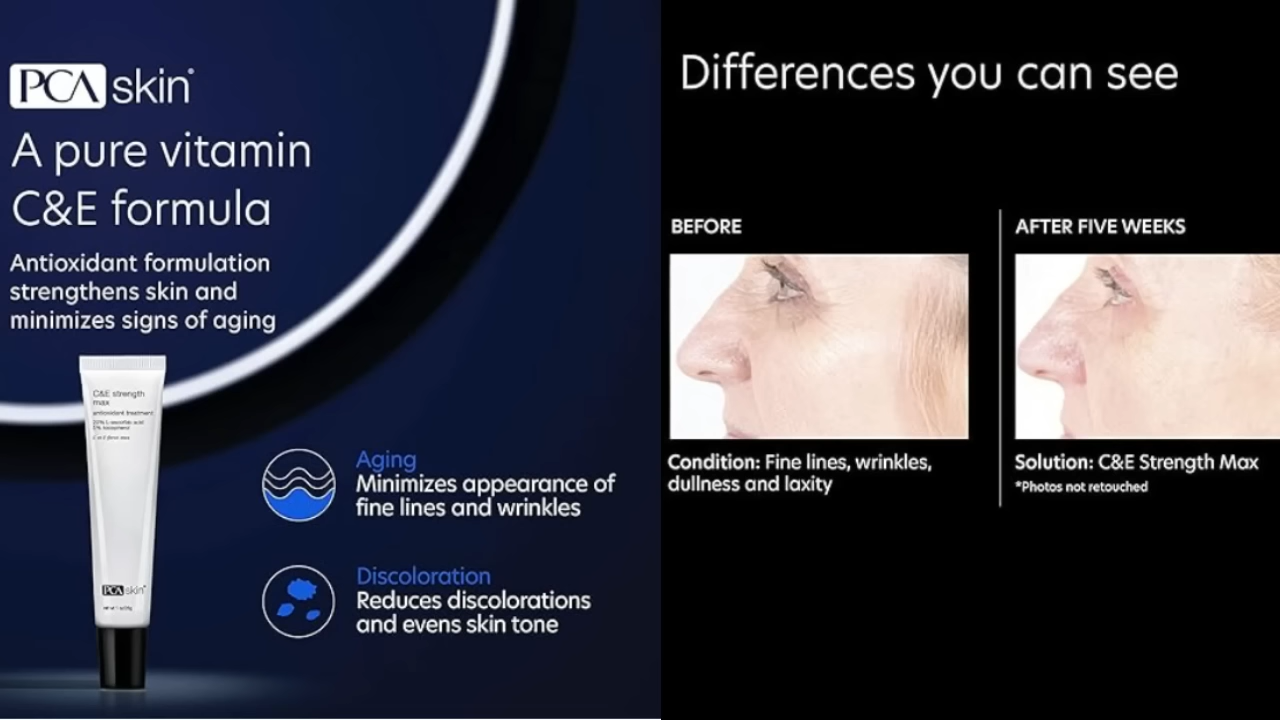 PCA skin®
A pure vitamin
C&E formula
Antioxidant formulation
strengthens skin and
minimizes signs of aging
C&E strength
max
antioxidant treatment
PCA skin®
Aging
Minimizes appearance of
fine lines and wrinkles
Discoloration
Reduces discolorations
and evens skin tone
Differences you can see
BEFORE
Condition: Fine lines, wrinkles,
dullness and laxity
AFTER FIVE WEEKS
Solution: C&E Strength Max
*Photos not retouched